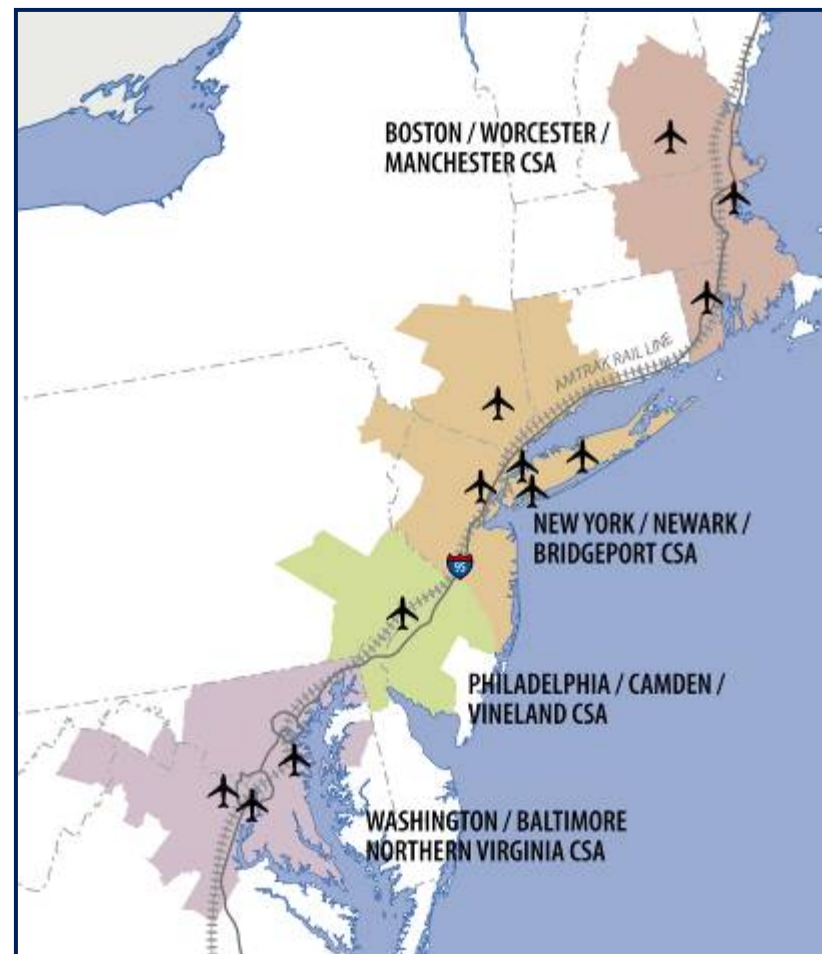 BOSTON / WORCESTER /
MANCHESTER CSA
AMTRAK RAIL LINE
NEW YORK / NEWARK /
BRIDGEPORT CSA
95
PHILADELPHIA / CAMDEN /
VINELAND CSA
WASHINGTON / BALTIMORE
NORTHERN VIRGINIA CSA